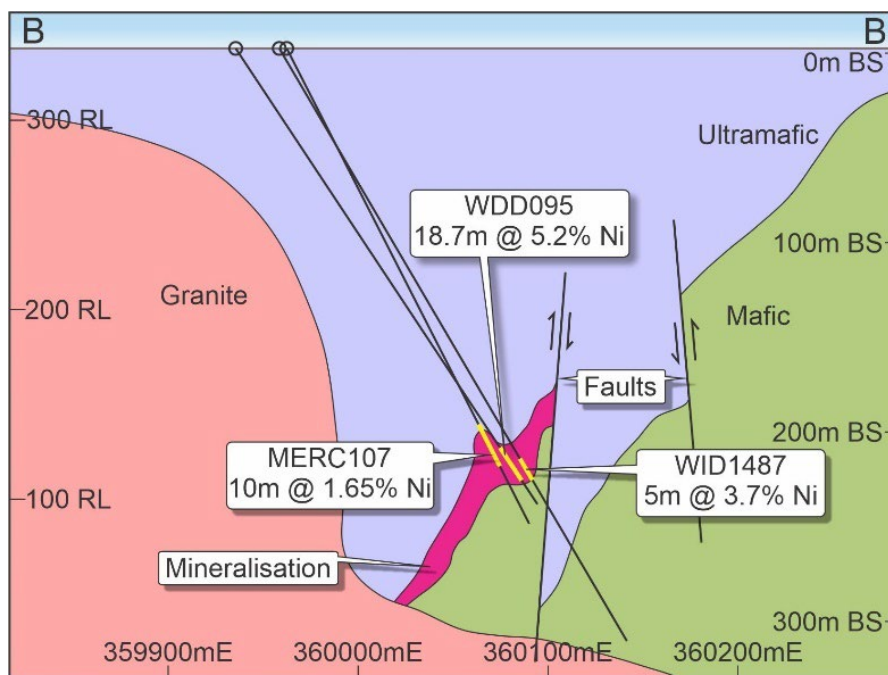 B
B
0m BS
300 RL
Ultramafic
WDD095
18.7m @ 5.2% Ni
100m BS
Granite
200 RL
Mafic
Faults
200m BS
MERC107
10m @ 1.65% Ni
WID1487
5m @ 3.7% Ni
100 RL
Mineralisation
300m BS
359900mE
360000mE
360100mE
360200mE